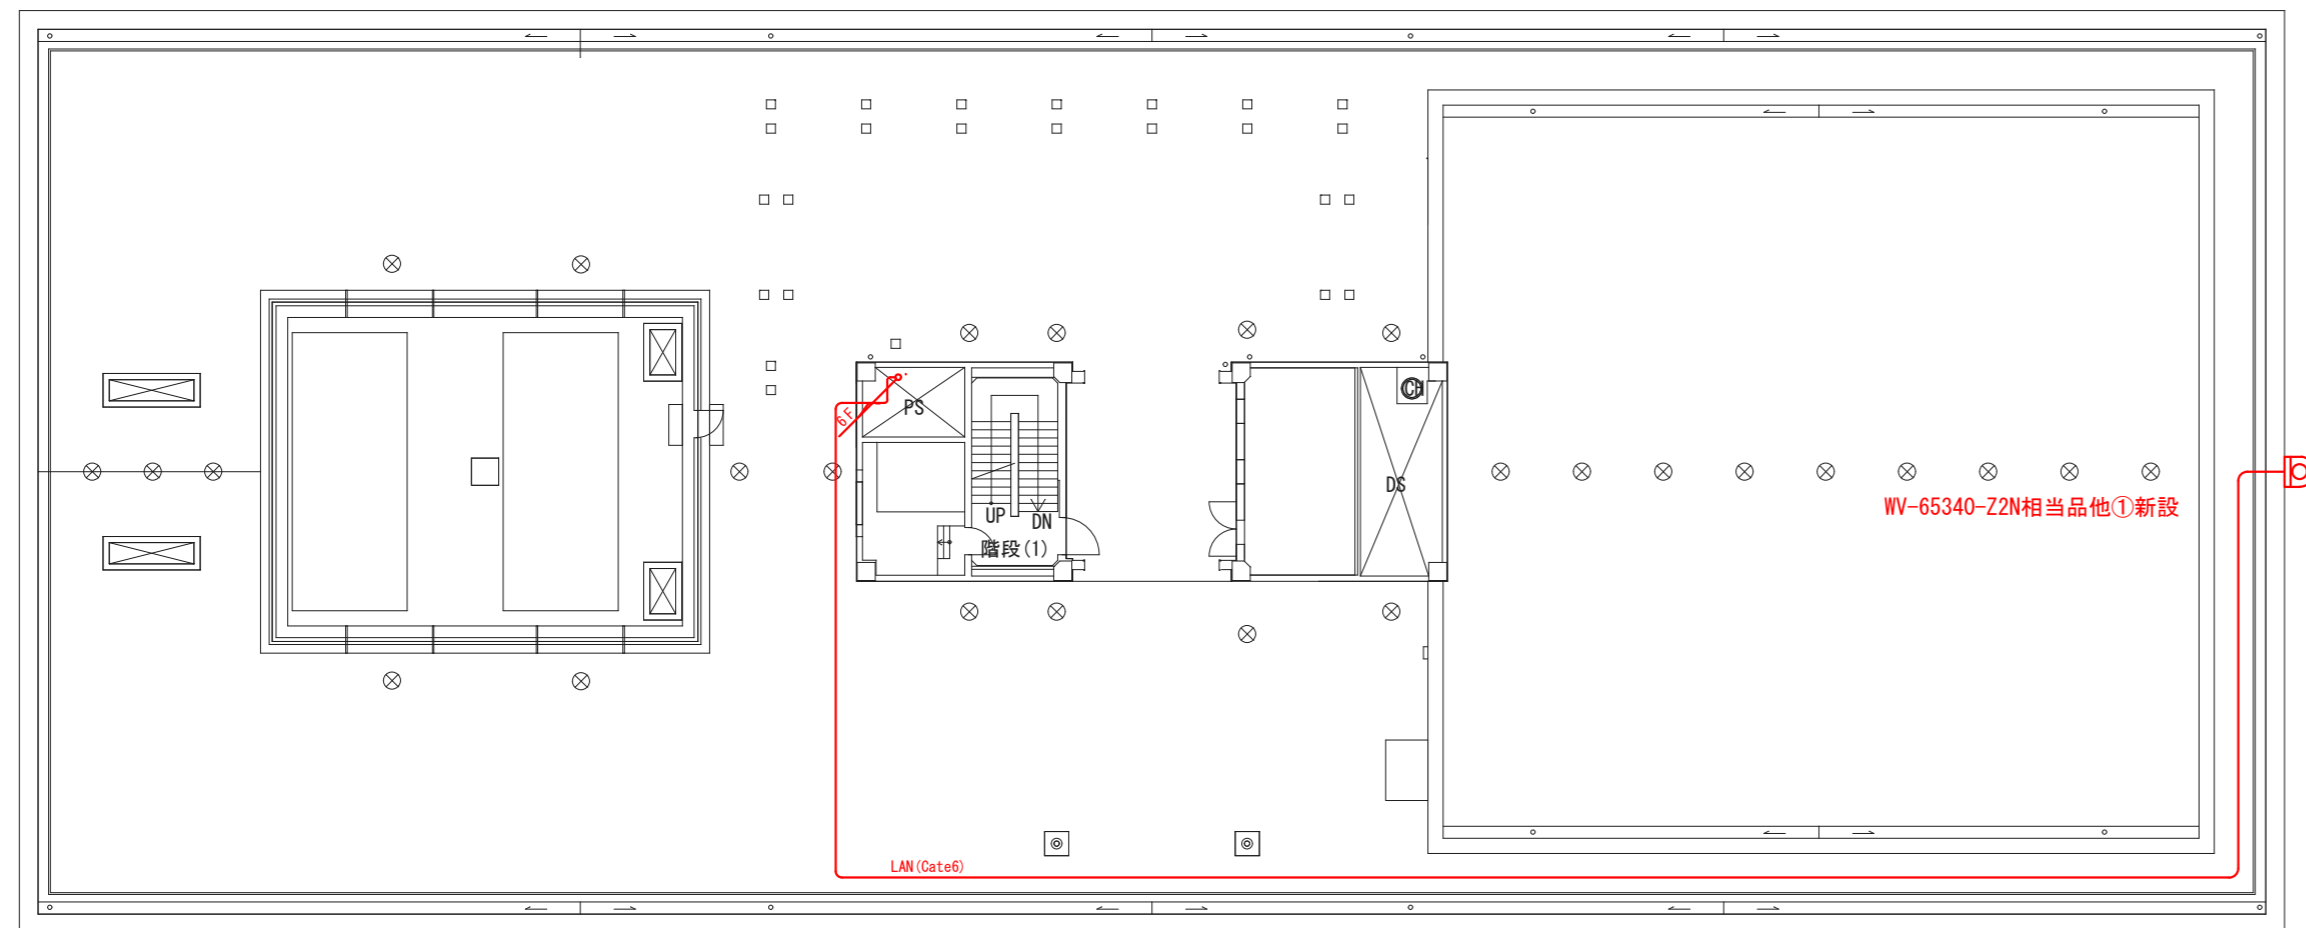 6F
PS
CH
DS
WV-65340-Z2N相当品他①新設
UP
DN
階段(1)
LAN(Cate6)